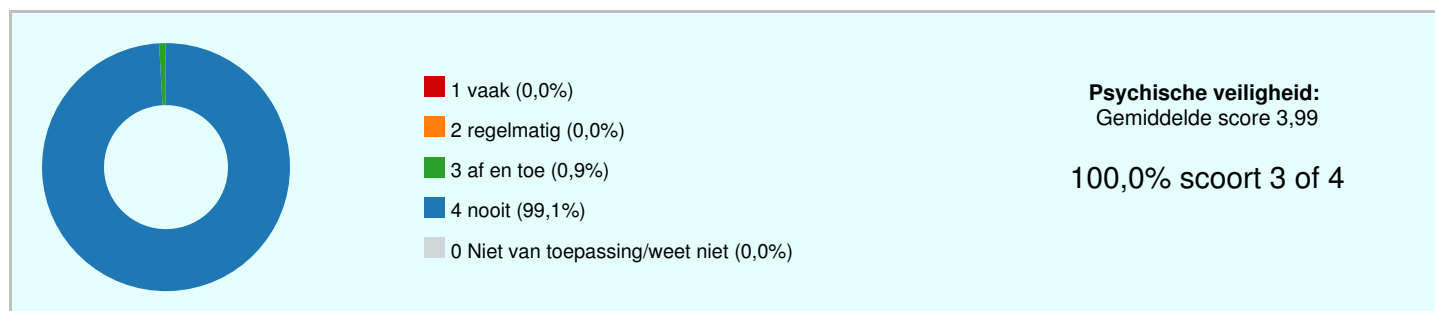 1 vaak (0,0%)
2 regelmatig (0,0%)
3 af en toe (0,9%)
4 nooit (99,1%)
0 Niet van toepassing/weet niet (0,0%)
Psychische veiligheid:
Gemiddelde score 3,99
100,0% scoort 3 of 4